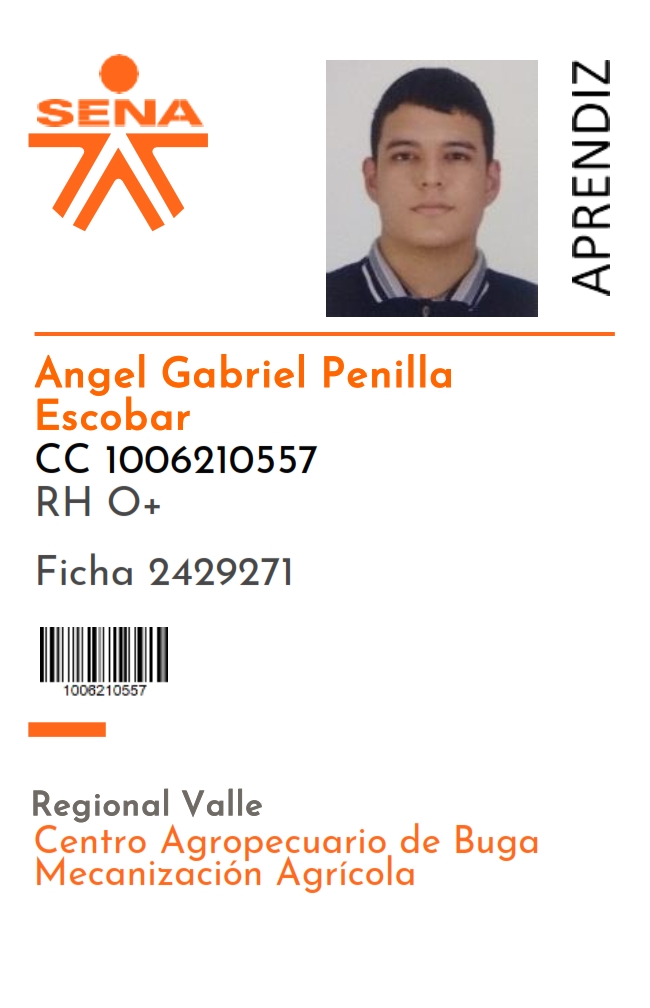 SENA
APRENDIZ
Angel Gabriel Penilla
Escobar
CC 1006210557
RH O+
Ficha 2429271
1006210557
Regional Valle
Centro Agropecuario de Buga
Mecanización Agrícola